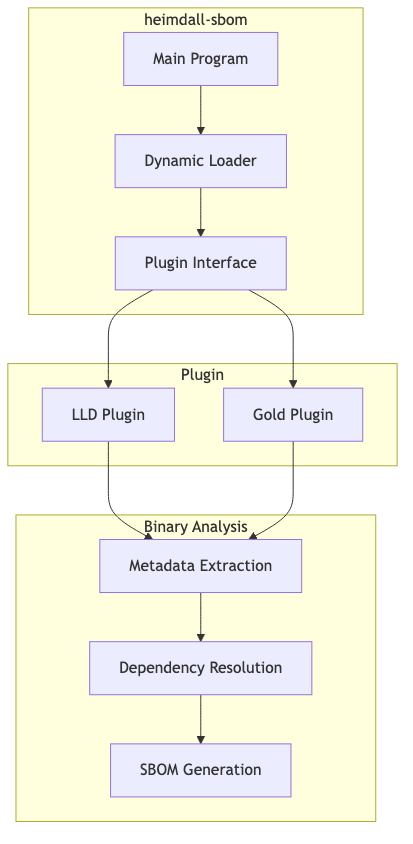 heimdall-sbom
Main Program
Dynamic Loader
Plugin Interface
Plugin
LLD Plugin
Gold Plugin
Binary Analysis
Metadata Extraction
Dependency Resolution
SBOM Generation